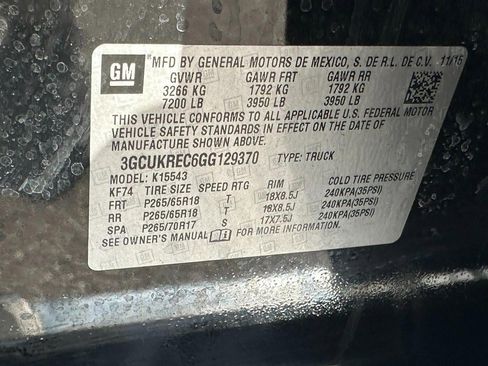 GM
MFD BY GENERAL MOTORS DE MEXICO, S. DE R.L. DE C.V. 11/15
GVWR GAWR FRT GAWR RR
3266 KG 1792 KG 1792 KG
7200 LB 3950 LB 3950 LB
THIS VEHICLE CONFORMS TO ALL APPLICABLE U.S. FEDERAL MOTOR
VEHICLE SAFETY, BUMPER, AND THEFT PREVENTION
STANDARDS IN EFFECT ON THE DATE OF
MANUFACTURE SHOWN ABOVE.
3GCUKREC6GG129370 TYPE: TRUCK
MODEL: K15543
KF74 TIRE SIZE SPEED RTG RIM COLD TIRE PRESSURE
FRT P265/65R18 T 18X8.5J 240KPA(35PSI)
RR P265/65R18 T 18X8.5J 240KPA(35PSI)
SPA P265/70R17 S 17X7.5J 240KPA(35PSI)
SEE OWNER'S MANUAL FOR MORE INFORMATION.